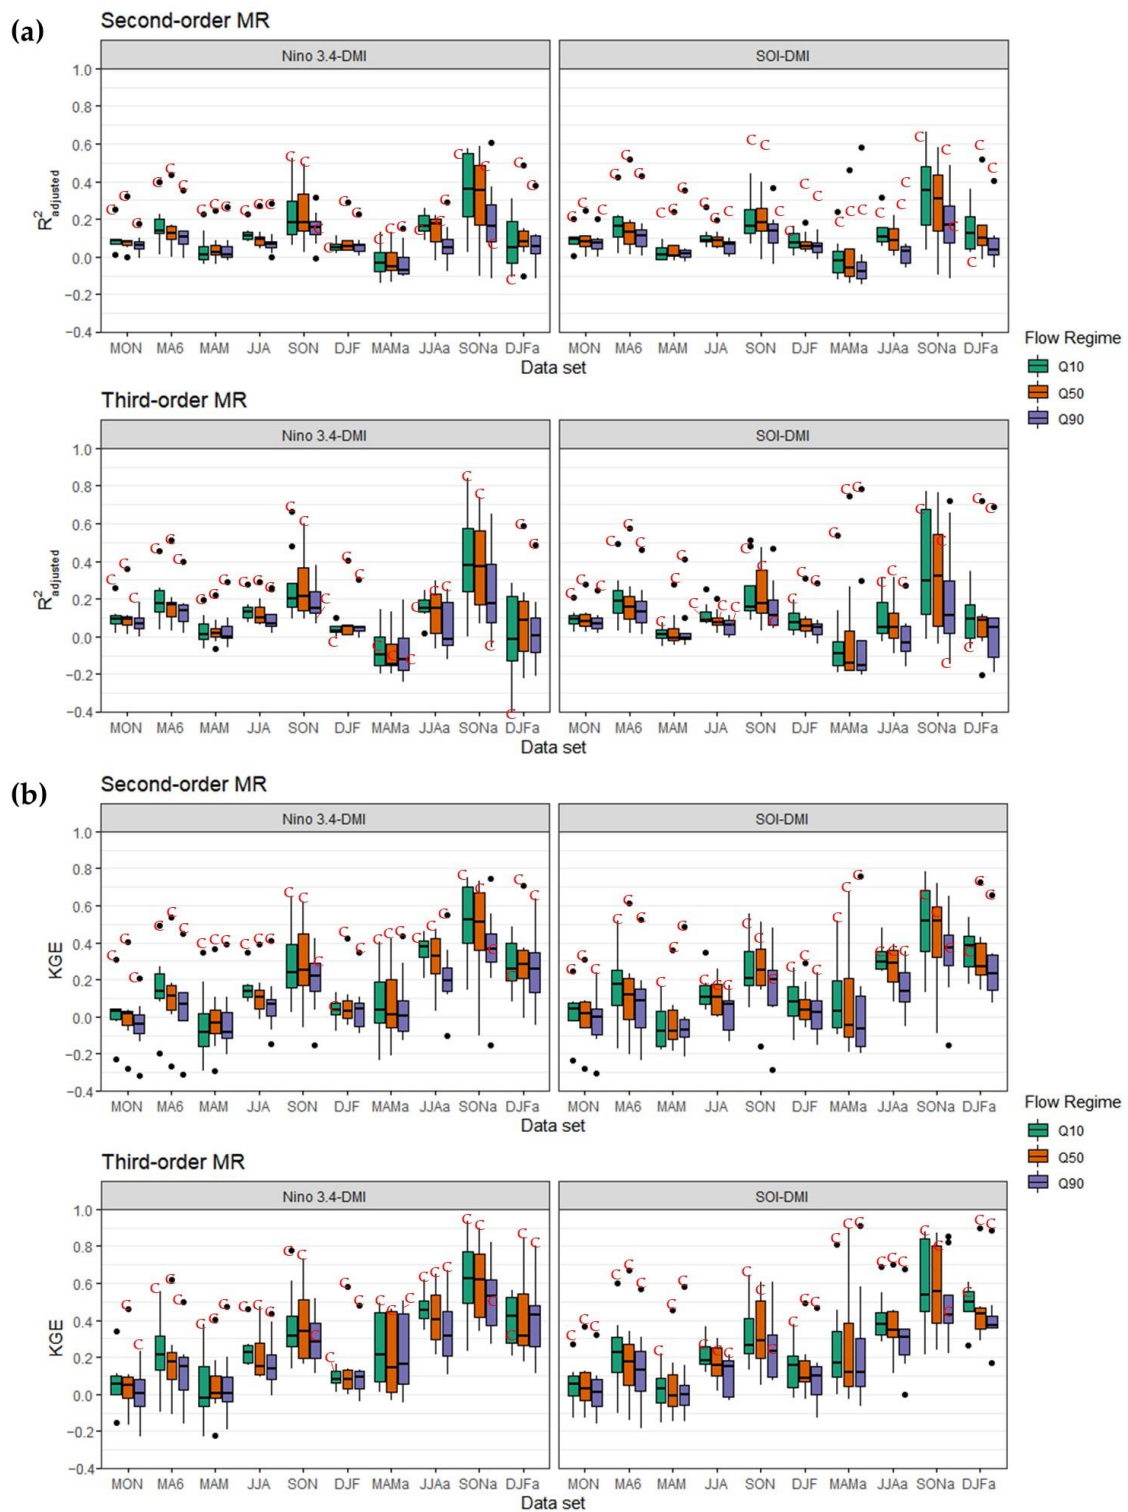 (a)
Second-order MR
Nino 3.4-DMI SOI-DMI
1.0
0.8
0.6
0.4
0.2
0.0
−0.2
−0.4
R²adjusted
MON MA6 MAM JJA SON DJF MAMa JJAa SONa DJFa MON MA6 MAM JJA SON DJF MAMa JJAa SONa DJFa
Data set
Third-order MR
Nino 3.4-DMI SOI-DMI
1.0
0.8
0.6
0.4
0.2
0.0
−0.2
−0.4
R²adjusted
MON MA6 MAM JJA SON DJF MAMa JJAa SONa DJFa MON MA6 MAM JJA SON DJF MAMa JJAa SONa DJFa
Data set
Flow Regime
Q10
Q50
Q90
(b)
Second-order MR
Nino 3.4-DMI SOI-DMI
1.0
0.8
0.6
0.4
0.2
0.0
−0.2
−0.4
KGE
MON MA6 MAM JJA SON DJF MAMa JJAa SONa DJFa MON MA6 MAM JJA SON DJF MAMa JJAa SONa DJFa
Data set
Third-order MR
Nino 3.4-DMI SOI-DMI
1.0
0.8
0.6
0.4
0.2
0.0
−0.2
−0.4
KGE
MON MA6 MAM JJA SON DJF MAMa JJAa SONa DJFa MON MA6 MAM JJA SON DJF MAMa JJAa SONa DJFa
Data set
Flow Regime
Q10
Q50
Q90